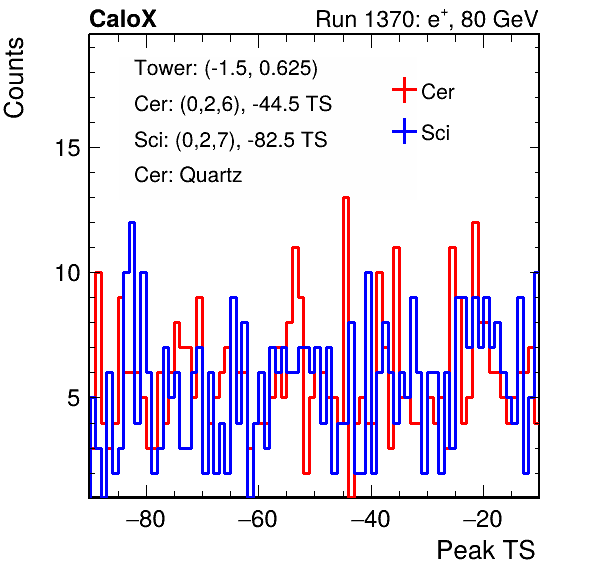 CaloX Run 1370: e⁺, 80 GeV
Tower: (-1.5, 0.625)
Cer: (0,2,6), -44.5 TS
Sci: (0,2,7), -82.5 TS
Cer: Quartz
Cer
Sci
Counts
15
10
5
−80 −60 −40 −20
Peak TS